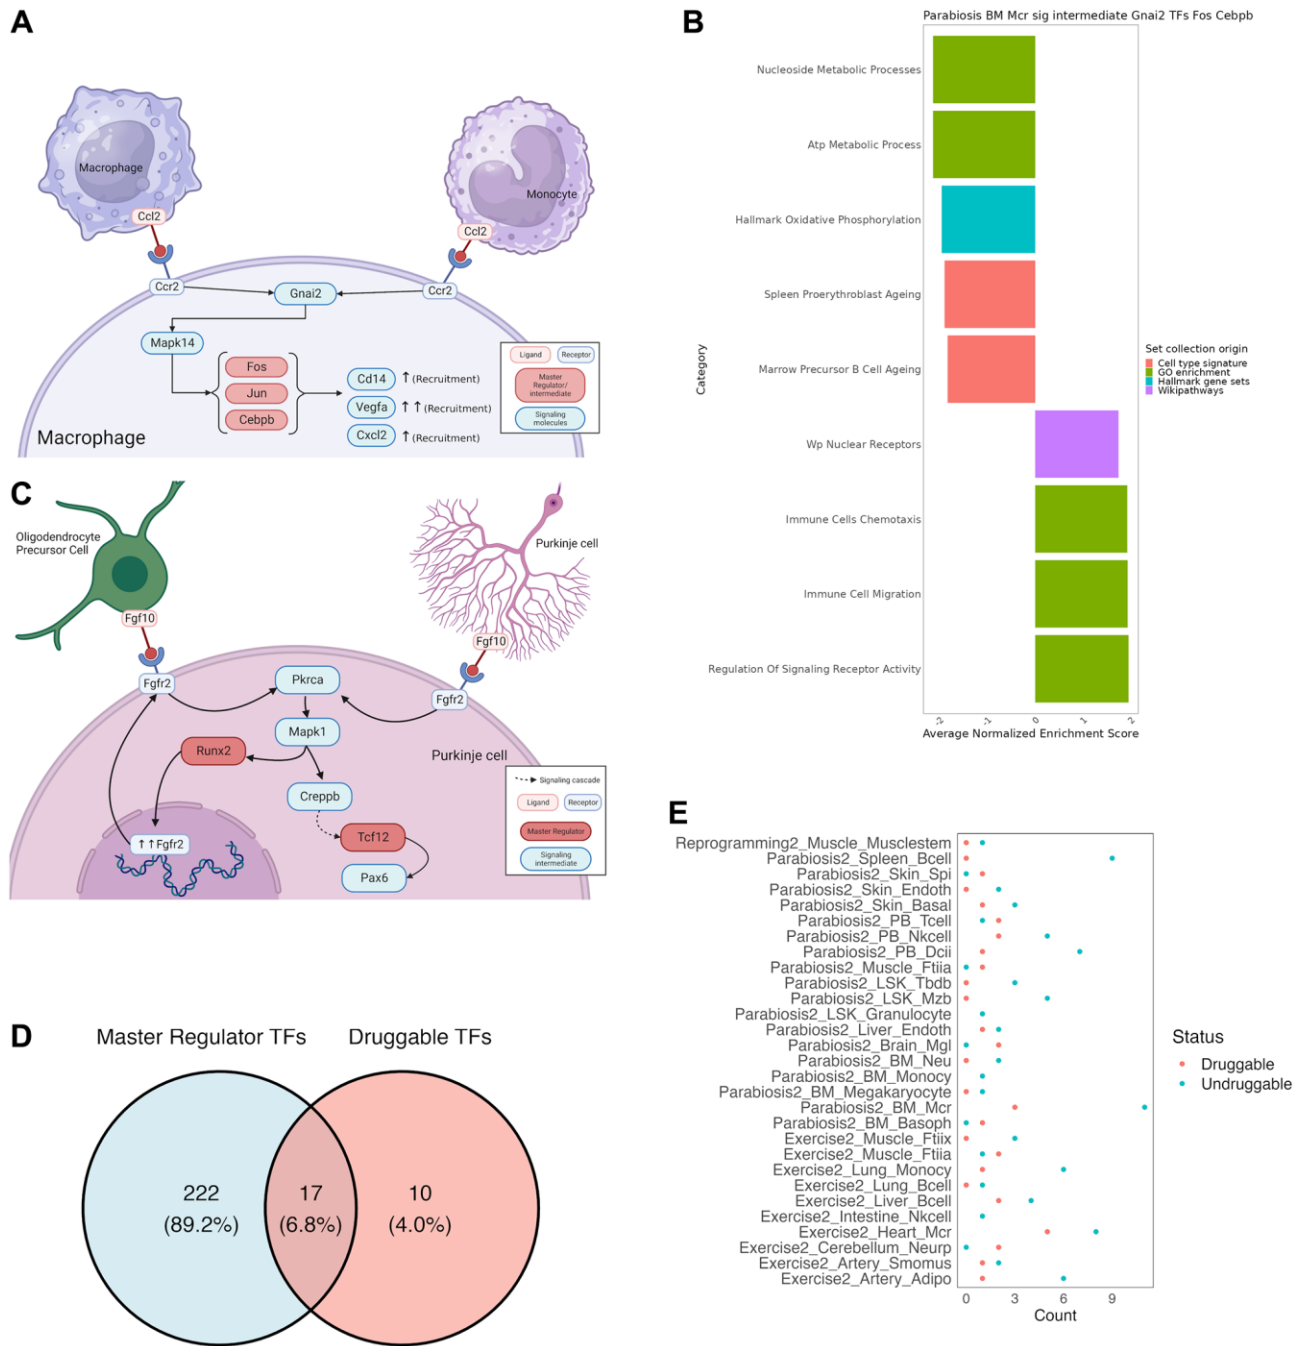 A
Macrophage
Ccl2
Monocyte
Ccl2
Ccr2
Gnai2
Ccr2
Mapk14
Fos
Jun
Cebpb
Cd14
↑ (Recruitment)
Vegfa
↑ ↑ (Recruitment)
Cxcl2
↑ (Recruitment)
Ligand
Receptor
Master
Regulator/
intermediate
Signaling
molecules
Macrophage
B
Parabiosis BM Mcr sig intermediate Gnai2 TFs Fos Cebpb
Category
Nucleoside Metabolic Processes
Atp Metabolic Process
Hallmark Oxidative Phosphorylation
Spleen Proerythroblast Ageing
Marrow Precursor B Cell Ageing
Wp Nuclear Receptors
Immune Cells Chemotaxis
Immune Cell Migration
Regulation Of Signaling Receptor Activity
-2 -1 0 1 2
Average Normalized Enrichment Score
Set collection origin
Cell type signature
GO enrichment
Hallmark gene sets
Wikipathways
C
Oligodendrocyte
Precursor Cell
Fgf10
Purkinje cell
Fgf10
Fgfr2
Pkrca
Fgfr2
Mapk1
Runx2
Purkinje cell
Creppb
Tcf12
Pax6
↑ ↑ Fgfr2
Signaling cascade
Ligand
Receptor
Master Regulator
Signaling
intermediate
D
Master Regulator TFs
Druggable TFs
222
(89.2%)
17
(6.8%)
10
(4.0%)
E
Reprogramming2_Muscle_Musclestem
Parabiosis2_Spleen_Bcell
Parabiosis2_Skin_Spi
Parabiosis2_Skin_Endoth
Parabiosis2_Skin_Basal
Parabiosis2_PB_Tcell
Parabiosis2_PB_Nkcell
Parabiosis2_PB_Dcii
Parabiosis2_Muscle_Ftiia
Parabiosis2_LSK_Tbdb
Parabiosis2_LSK_Mzb
Parabiosis2_LSK_Granulocyte
Parabiosis2_Liver_Endoth
Parabiosis2_Brain_Mgl
Parabiosis2_BM_Neu
Parabiosis2_BM_Monocy
Parabiosis2_BM_Megakaryocyte
Parabiosis2_BM_Mcr
Parabiosis2_BM_Basoph
Exercise2_Muscle_Ftiix
Exercise2_Muscle_Ftiia
Exercise2_Lung_Monocy
Exercise2_Lung_Bcell
Exercise2_Liver_Bcell
Exercise2_Intestine_Nkcell
Exercise2_Heart_Mcr
Exercise2_Cerebellum_Neurp
Exercise2_Artery_Smomus
Exercise2_Artery_Adipo
0 3 6 9
Count
Status
Druggable
Undruggable